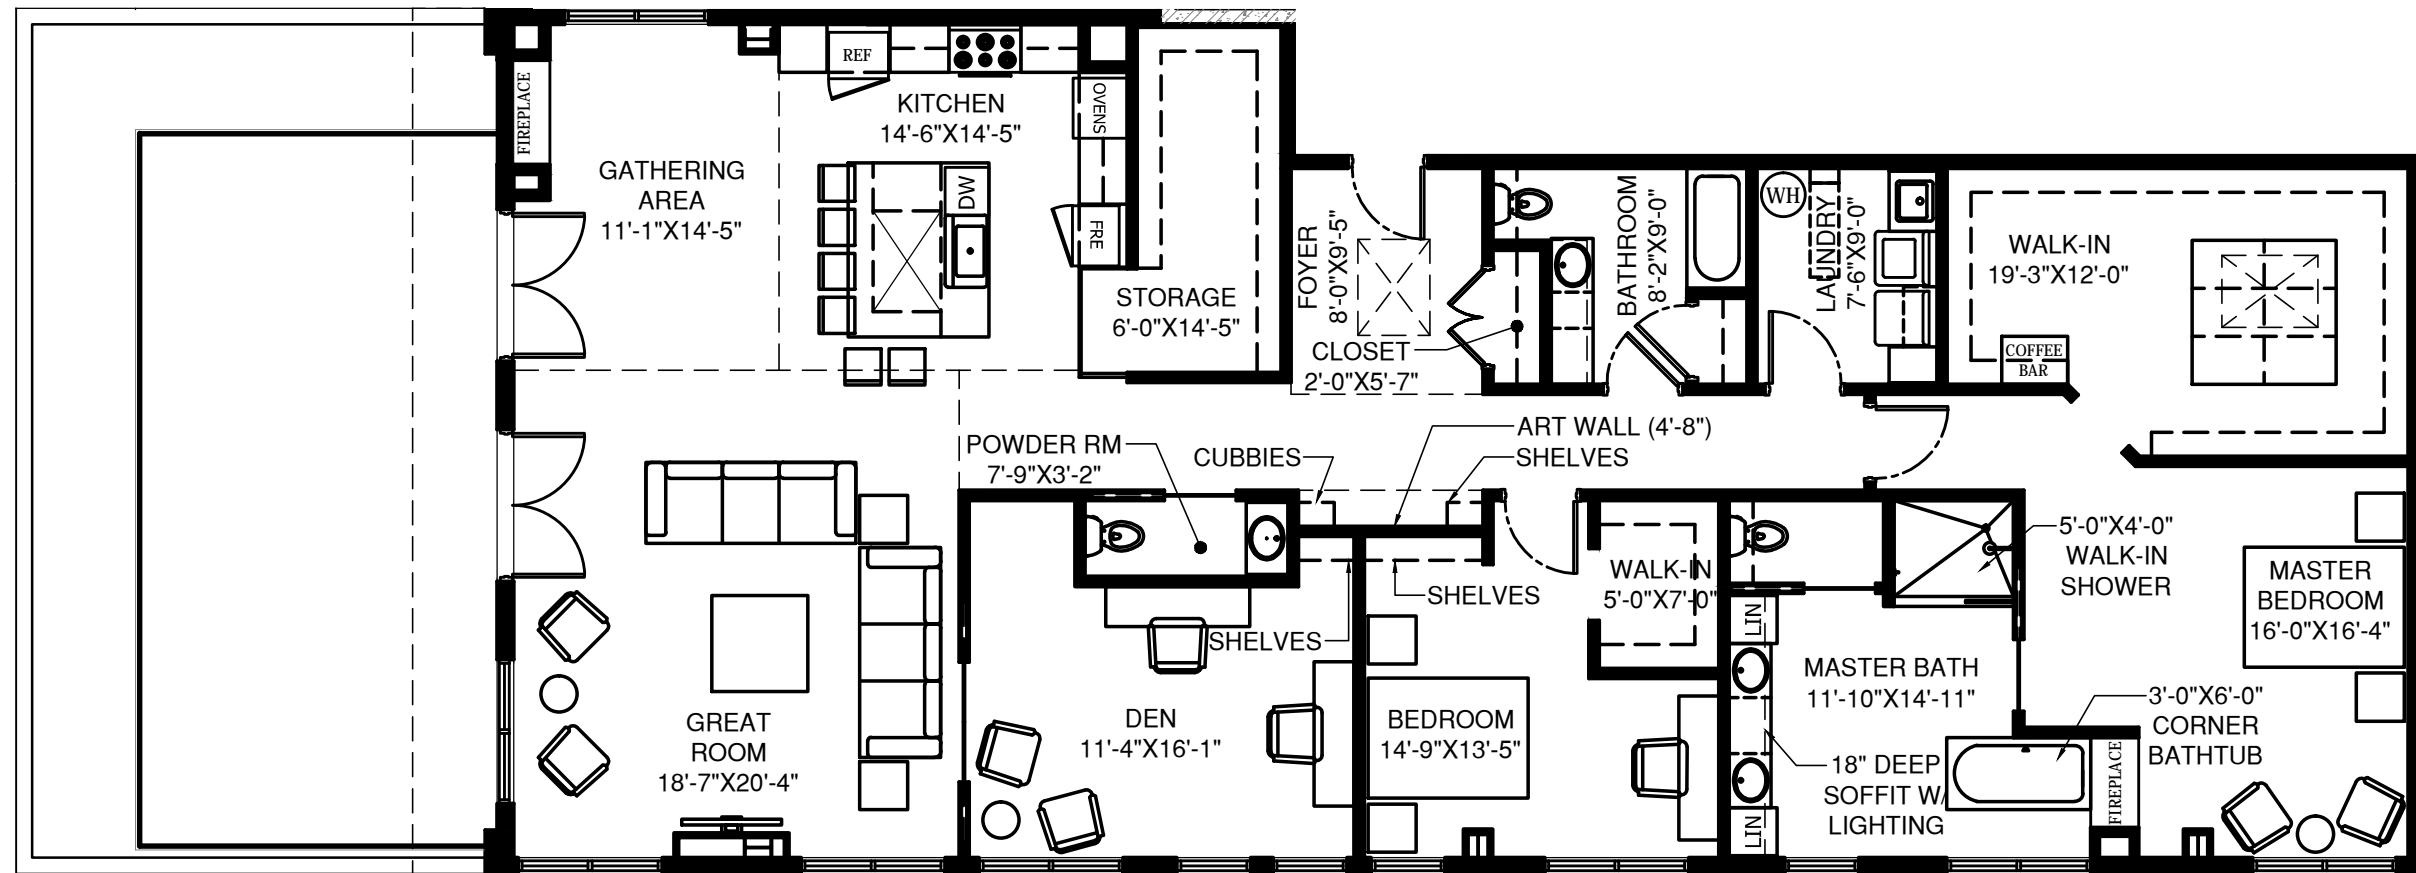 FIREPLACE
GATHERING
AREA
11'-1"X14'-5"
REF
KITCHEN
14'-6"X14'-5"
OVENS
DW
FRE
STORAGE
6'-0"X14'-5"
FOYER
8'-0"X9'-5"
CLOSET
2'-0"X5'-7"
BATHROOM
8'-2"X9'-0"
WH
LAUNDRY
7'-6"X9'-0"
WALK-IN
19'-3"X12'-0"
COFFEE
BAR
POWDER RM
7'-9"X3'-2"
CUBBIES
ART WALL (4'-8")
SHELVES
SHELVES
SHELVES
WALK-IN
5'-0"X7'-0"
5'-0"X4'-0"
WALK-IN
SHOWER
MASTER
BEDROOM
16'-0"X16'-4"
GREAT
ROOM
18'-7"X20'-4"
DEN
11'-4"X16'-1"
BEDROOM
14'-9"X13'-5"
LIN
MASTER BATH
11'-10"X14'-11"
18" DEEP
SOFFIT W/
LIGHTING
LIN
3'-0"X6'-0"
CORNER
BATHTUB
FIREPLACE